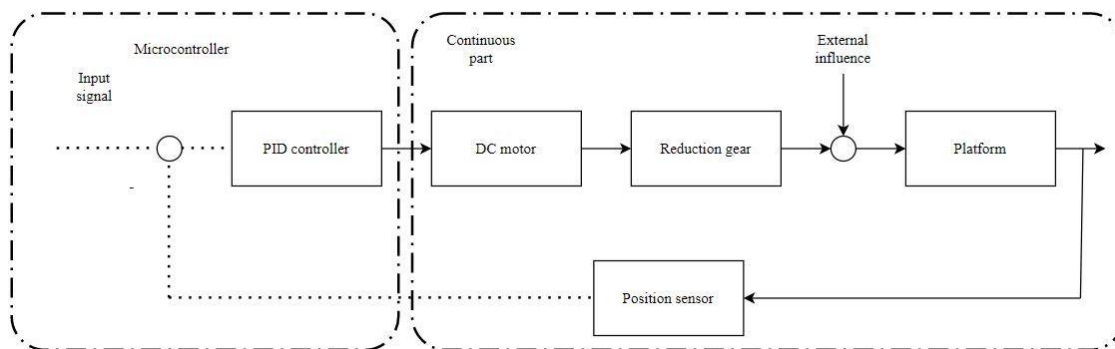 Microcontroller
Input
signal
PID controller
-
Continuous
part
External
influence
DC motor
Reduction gear
Platform
Position sensor